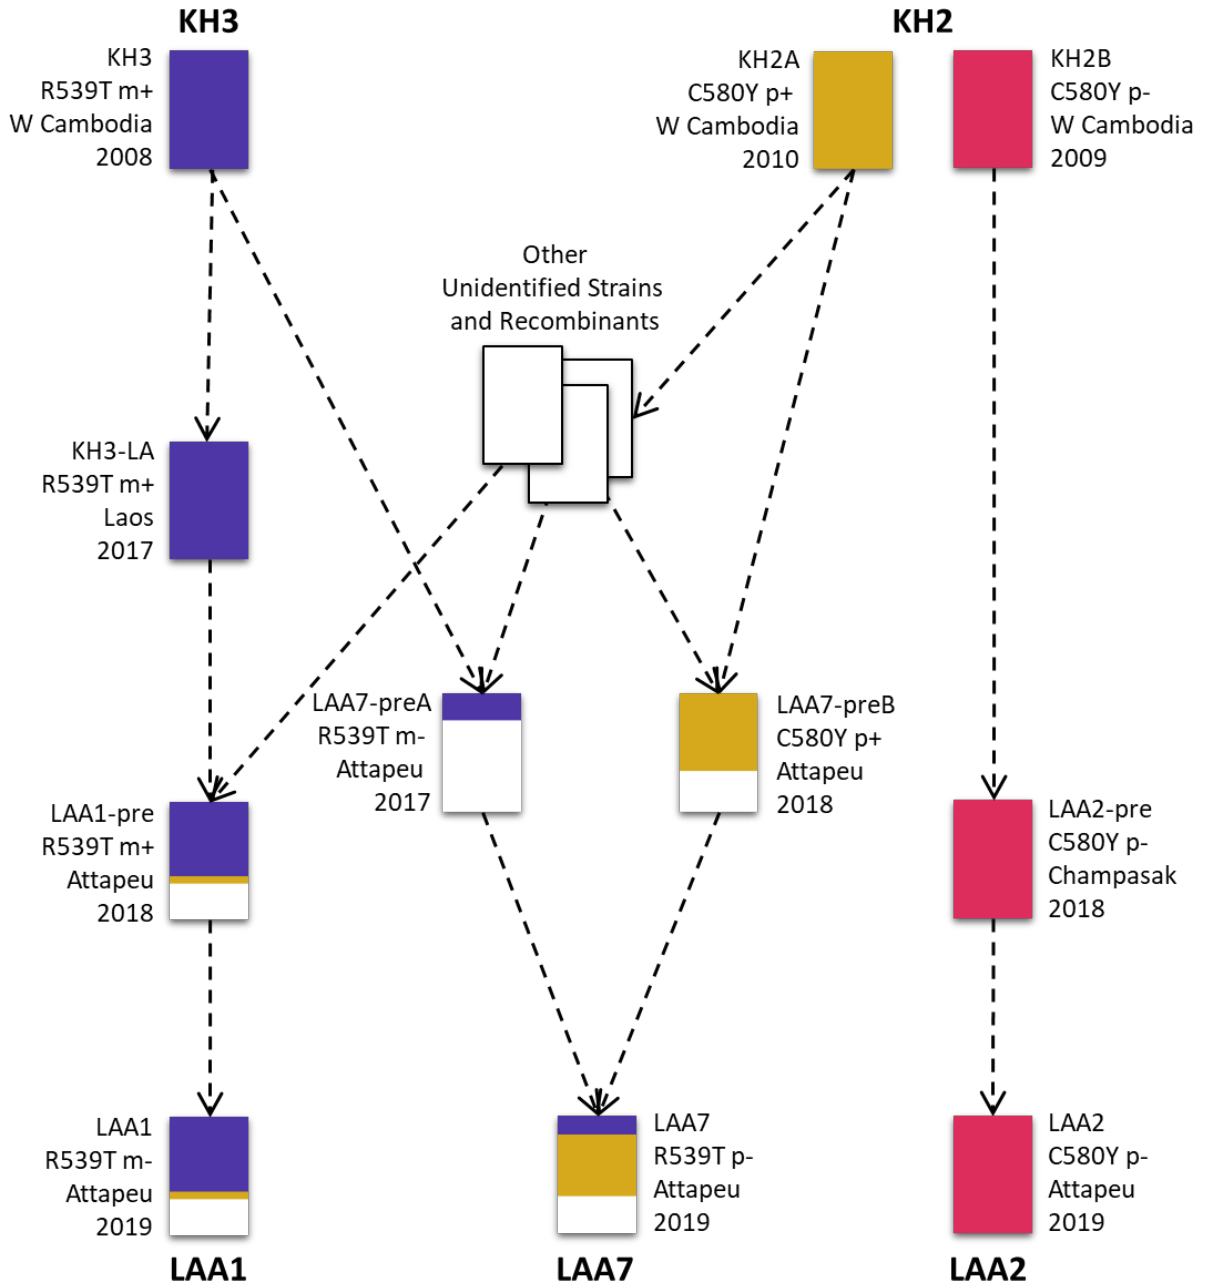 KH3
KH2
KH3
R539T m+
W Cambodia
2008
KH2A
C580Y p+
W Cambodia
2010
KH2B
C580Y p-
W Cambodia
2009
Other
Unidentified Strains
and Recombinants
KH3-LA
R539T m+
Laos
2017
LAA7-preA
R539T m-
Attapeu
2017
LAA7-preB
C580Y p+
Attapeu
2018
LAA1-pre
R539T m+
Attapeu
2018
LAA2-pre
C580Y p-
Champasak
2018
LAA1
R539T m-
Attapeu
2019
LAA7
R539T p-
Attapeu
2019
LAA2
C580Y p-
Attapeu
2019
LAA1
LAA7
LAA2